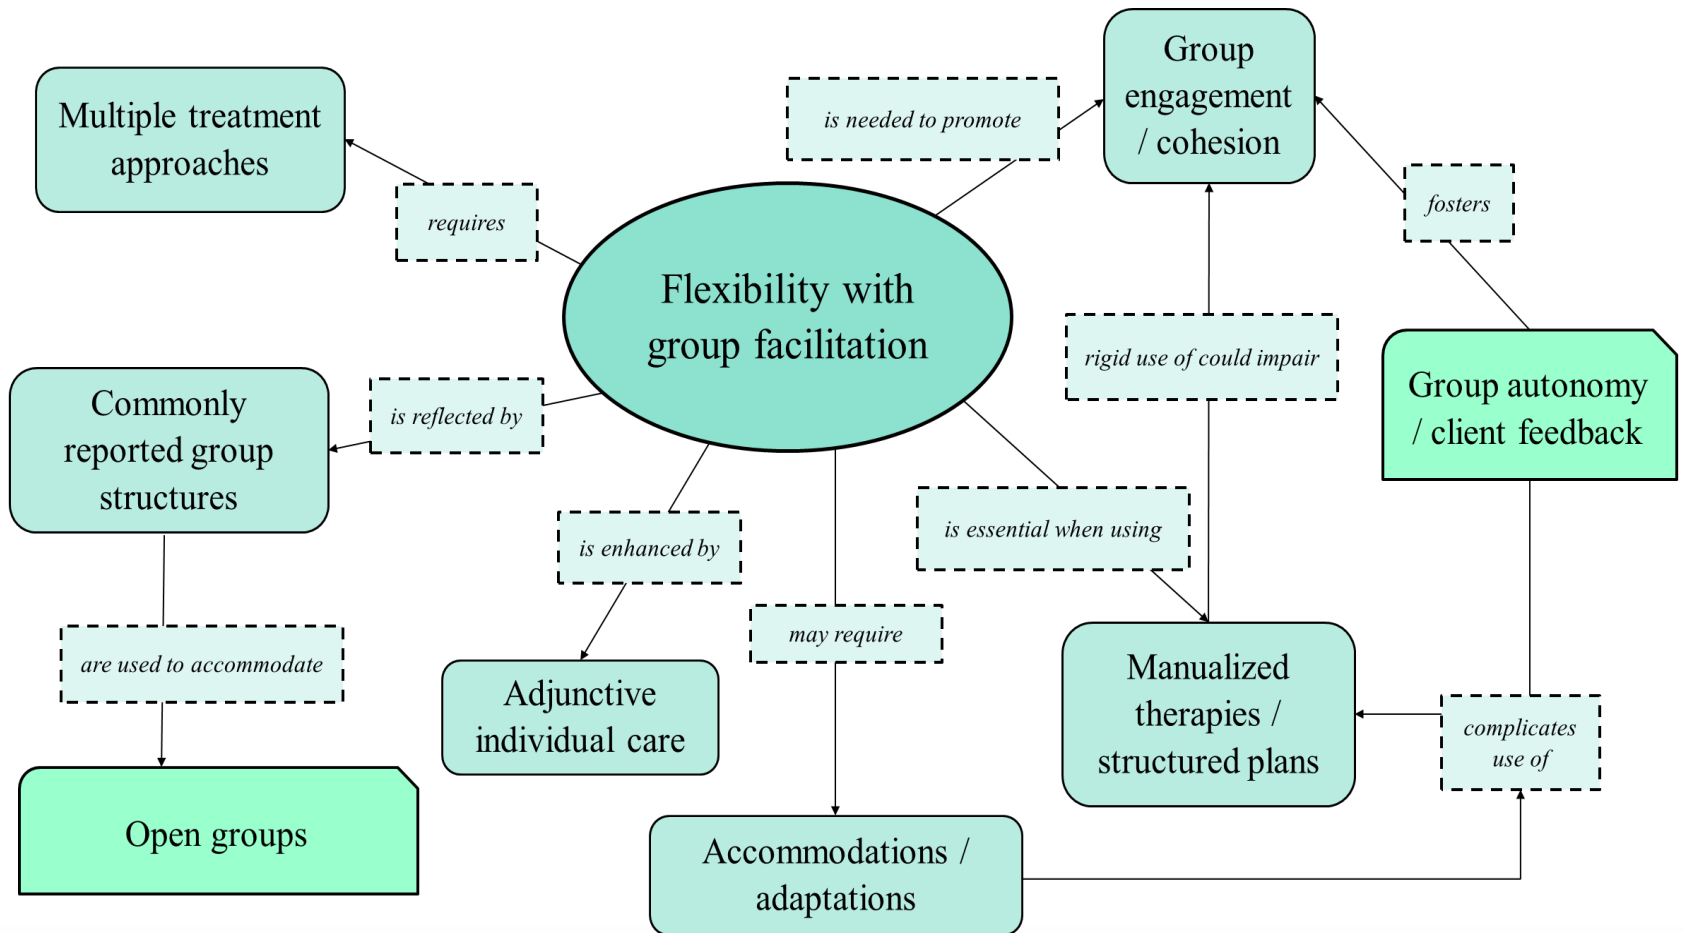 Group
engagement
/ cohesion
Multiple treatment
approaches
is needed to promote
requires
fosters
Flexibility with
group facilitation
rigid use of could impair
Group autonomy
/ client feedback
Commonly
reported group
structures
is reflected by
is enhanced by
is essential when using
may require
are used to accommodate
Adjunctive
individual care
Manualized
therapies /
structured plans
complicates
use of
Open groups
Accommodations /
adaptations